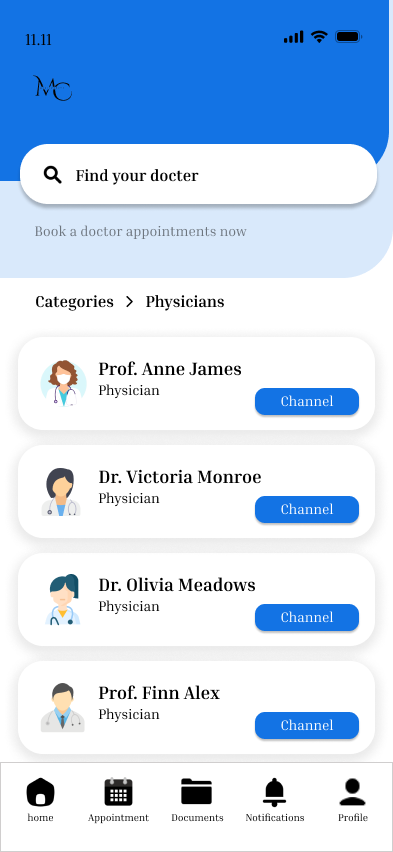 11.11
MC
Find your docter
Book a doctor appointments now
Categories > Physicians
Prof. Anne James
Physician
Channel
Dr. Victoria Monroe
Physician
Channel
Dr. Olivia Meadows
Physician
Channel
Prof. Finn Alex
Physician
Channel
home Appointment Documents Notifications Profile